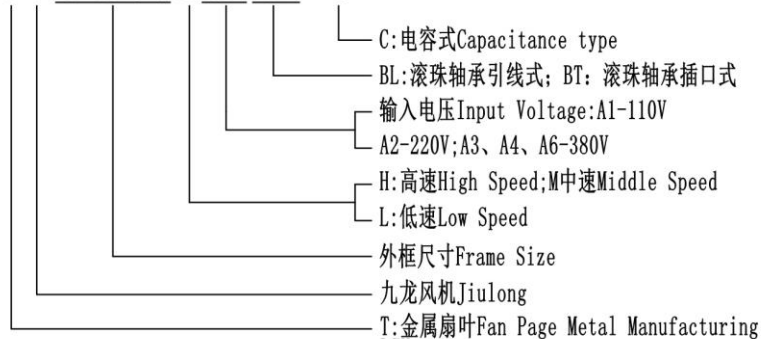 C:电容式Capacitance type
BL:滚珠轴承引线式；BT：滚珠轴承插口式
输入电压Input Voltage:A1-110V
A2-220V;A3、A4、A6-380V
H:高速High Speed;M中速Middle Speed
L:低速Low Speed
外框尺寸Frame Size
九龙风机Jiulong
T:金属扇叶Fan Page Metal Manufacturing